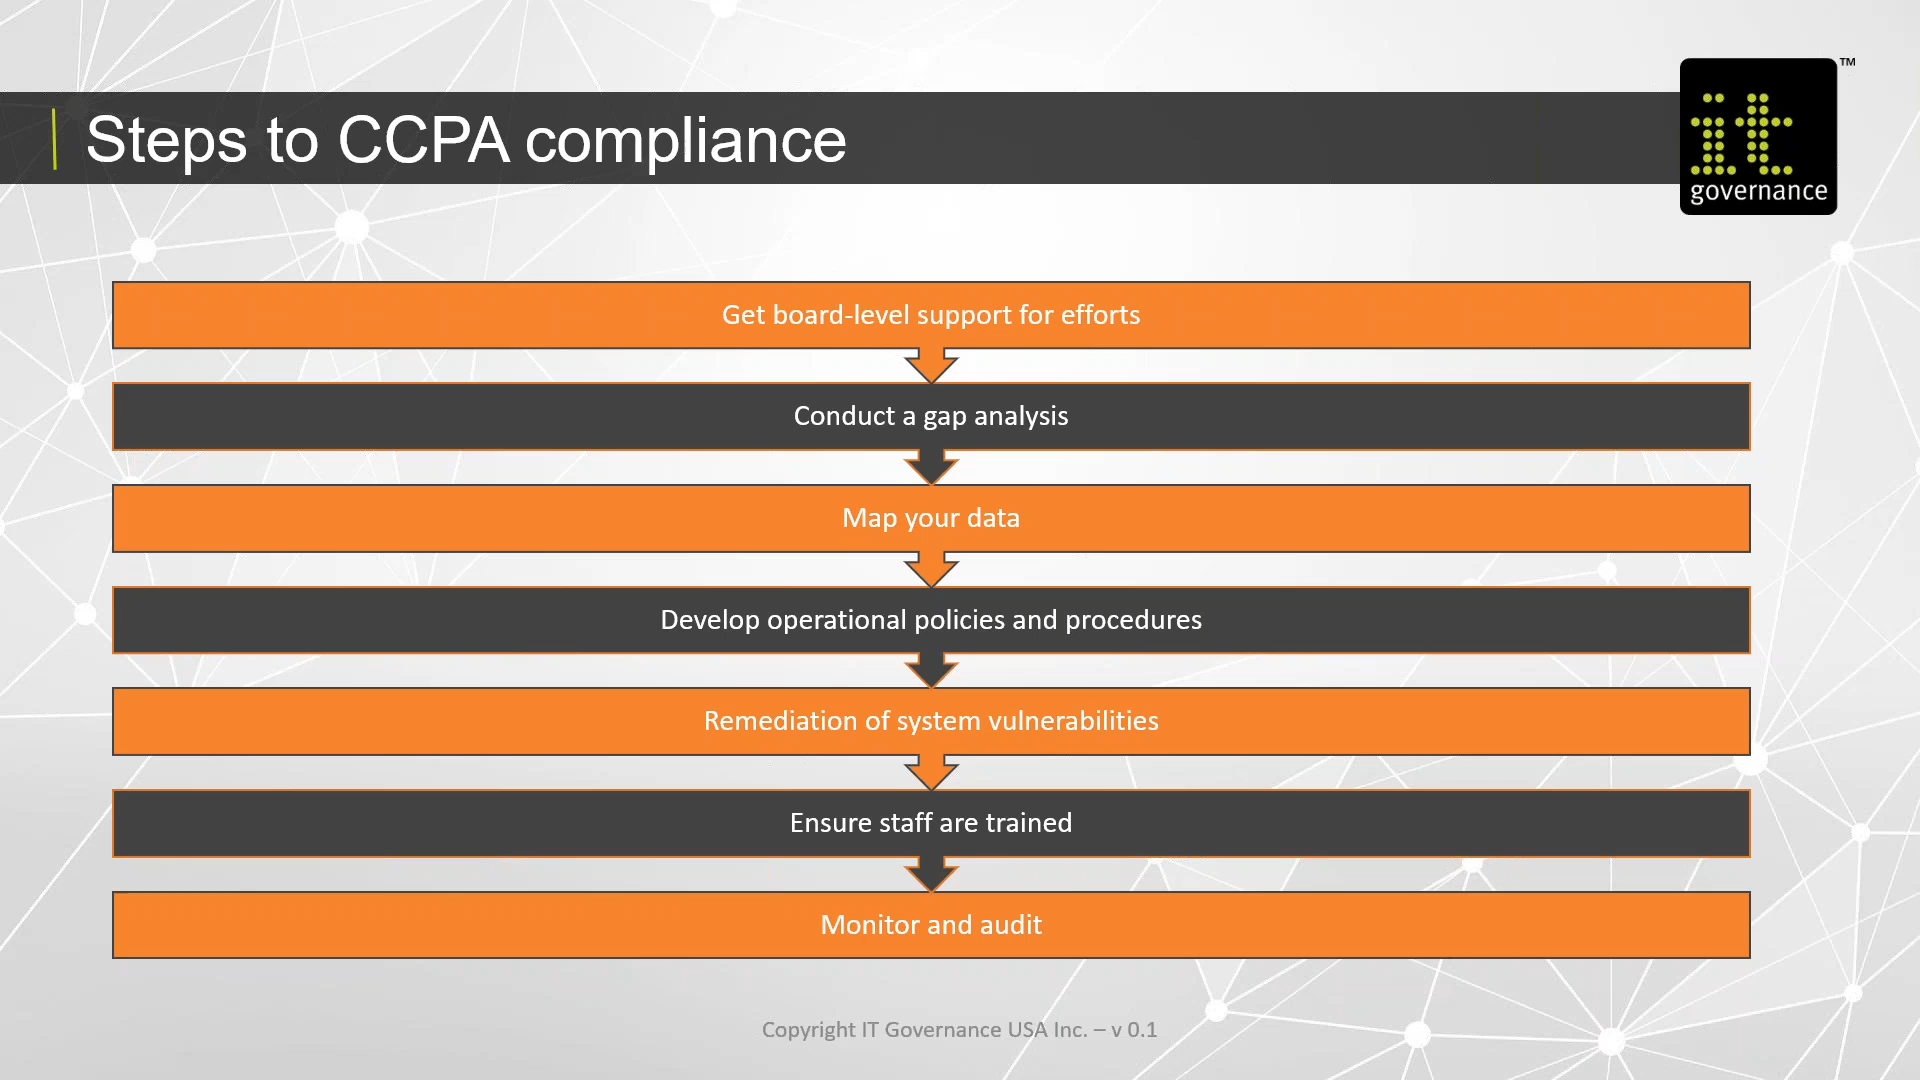 Steps to CCPA compliance
TM
it
governance
Get board-level support for efforts
Conduct a gap analysis
Map your data
Develop operational policies and procedures
Remediation of system vulnerabilities
Ensure staff are trained
Monitor and audit
Copyright IT Governance USA Inc. – v 0.1